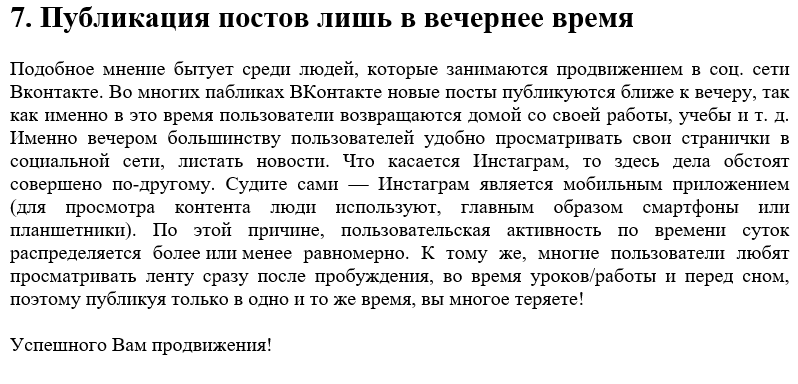 7. Публикация постов лишь в вечернее время
Подобное мнение бытует среди людей, которые занимаются продвижением в соц. сети
Вконтакте. Во многих пабликах ВКонтакте новые посты публикуются ближе к вечеру, так
как именно в это время пользователи возвращаются домой со своей работы, учебы и т. д.
Именно вечером большинству пользователей удобно просматривать свои странички в
социальной сети, листать новости. Что касается Инстаграм, то здесь дела обстоят
совершено по-другому. Судите сами — Инстаграм является мобильным приложением
(для просмотра контента люди используют, главным образом смартфоны или
планшетники). По этой причине, пользовательская активность по времени суток
распределяется более или менее равномерно. К тому же, многие пользователи любят
просматривать ленту сразу после пробуждения, во время уроков/работы и перед сном,
поэтому публикуя только в одно и то же время, вы многое теряете!
Успешного Вам продвижения!